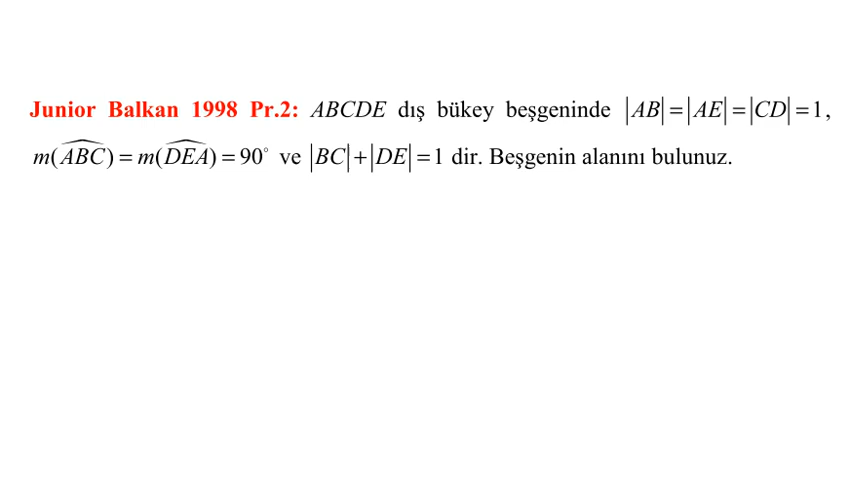 Junior Balkan 1998 Pr.2: ABCDE dış bükey beşgeninde |AB| = |AE| = |CD| = 1,
m(ABC) = m(DEA) = 90° ve |BC| + |DE| = 1 dir. Beşgenin alanını bulunuz.